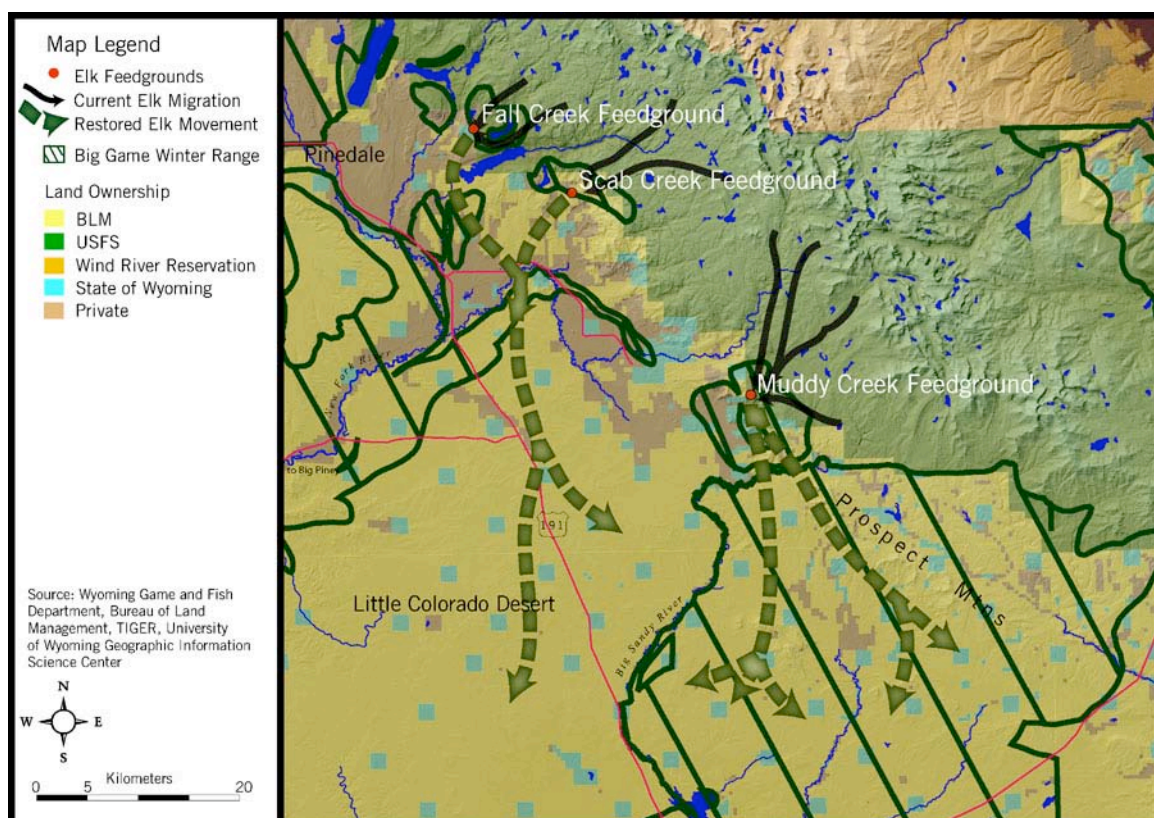 Map Legend
Elk Feedgrounds
Current Elk Migration
Restored Elk Movement
Big Game Winter Range
Land Ownership
BLM
USFS
Wind River Reservation
State of Wyoming
Private
Source: Wyoming Game and Fish
Department, Bureau of Land
Management, TIGER, University
of Wyoming Geographic Information
Science Center
N
W E
S
Kilometers
0 5 20
Fall Creek Feedground
Pinedale
Scab Creek Feedground
Muddy Creek Feedground
New Fork River
to Big Piney
191
Prospect Mtns
Little Colorado Desert
Big Sandy River